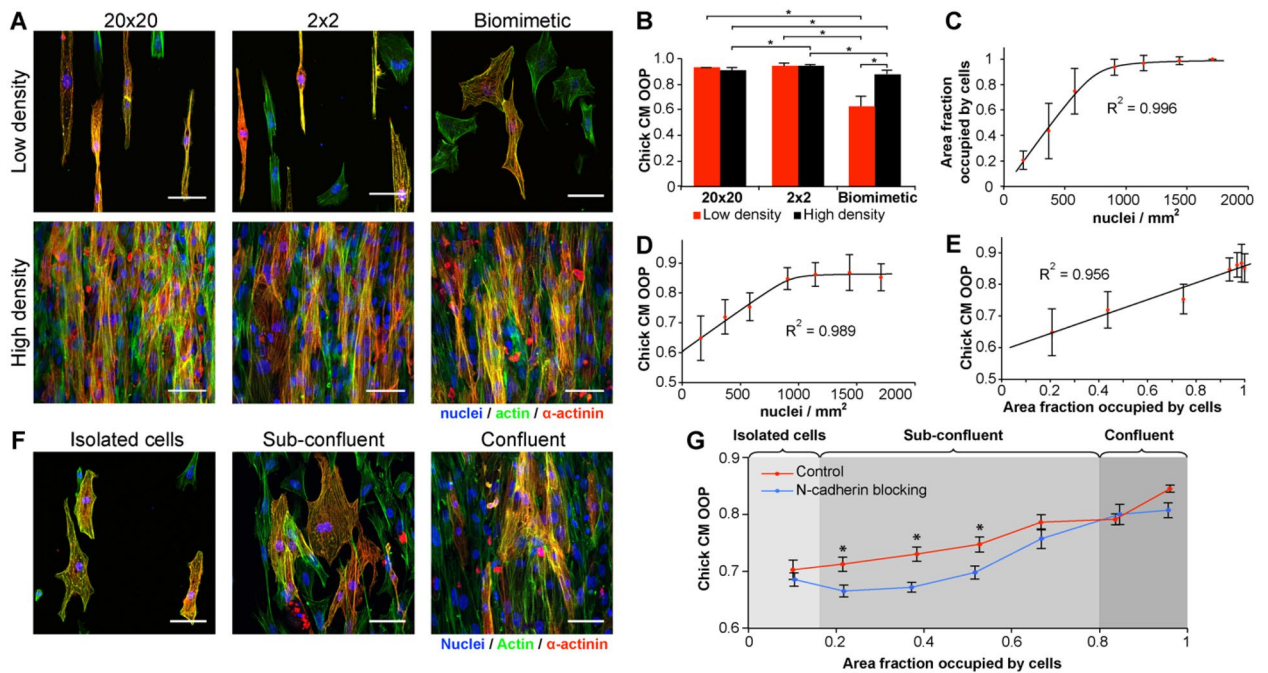 A
20x20
2x2
Biomimetic
Low density
High density
nuclei / actin / α-actinin
B
Chick CM OOP
1.0
0.8
0.6
0.4
0.2
0
*
*
*
*
*
*
20x20
2x2
Biomimetic
Low density
High density
C
Area fraction
occupied by cells
1
0.8
0.6
0.4
0.2
0
R² = 0.996
0
500
1000
1500
2000
nuclei / mm²
D
Chick CM OOP
0.9
0.8
0.7
0.6
0.5
R² = 0.989
0
500
1000
1500
2000
nuclei / mm²
E
Chick CM OOP
0.9
0.8
0.7
0.6
0.5
R² = 0.956
0
0.2
0.4
0.6
0.8
1
Area fraction occupied by cells
F
Isolated cells
Sub-confluent
Confluent
Nuclei / Actin / α-actinin
G
Isolated cells
Sub-confluent
Confluent
Chick CM OOP
0.9
0.8
0.7
0.6
Control
N-cadherin blocking
*
*
*
0
0.2
0.4
0.6
0.8
1
Area fraction occupied by cells